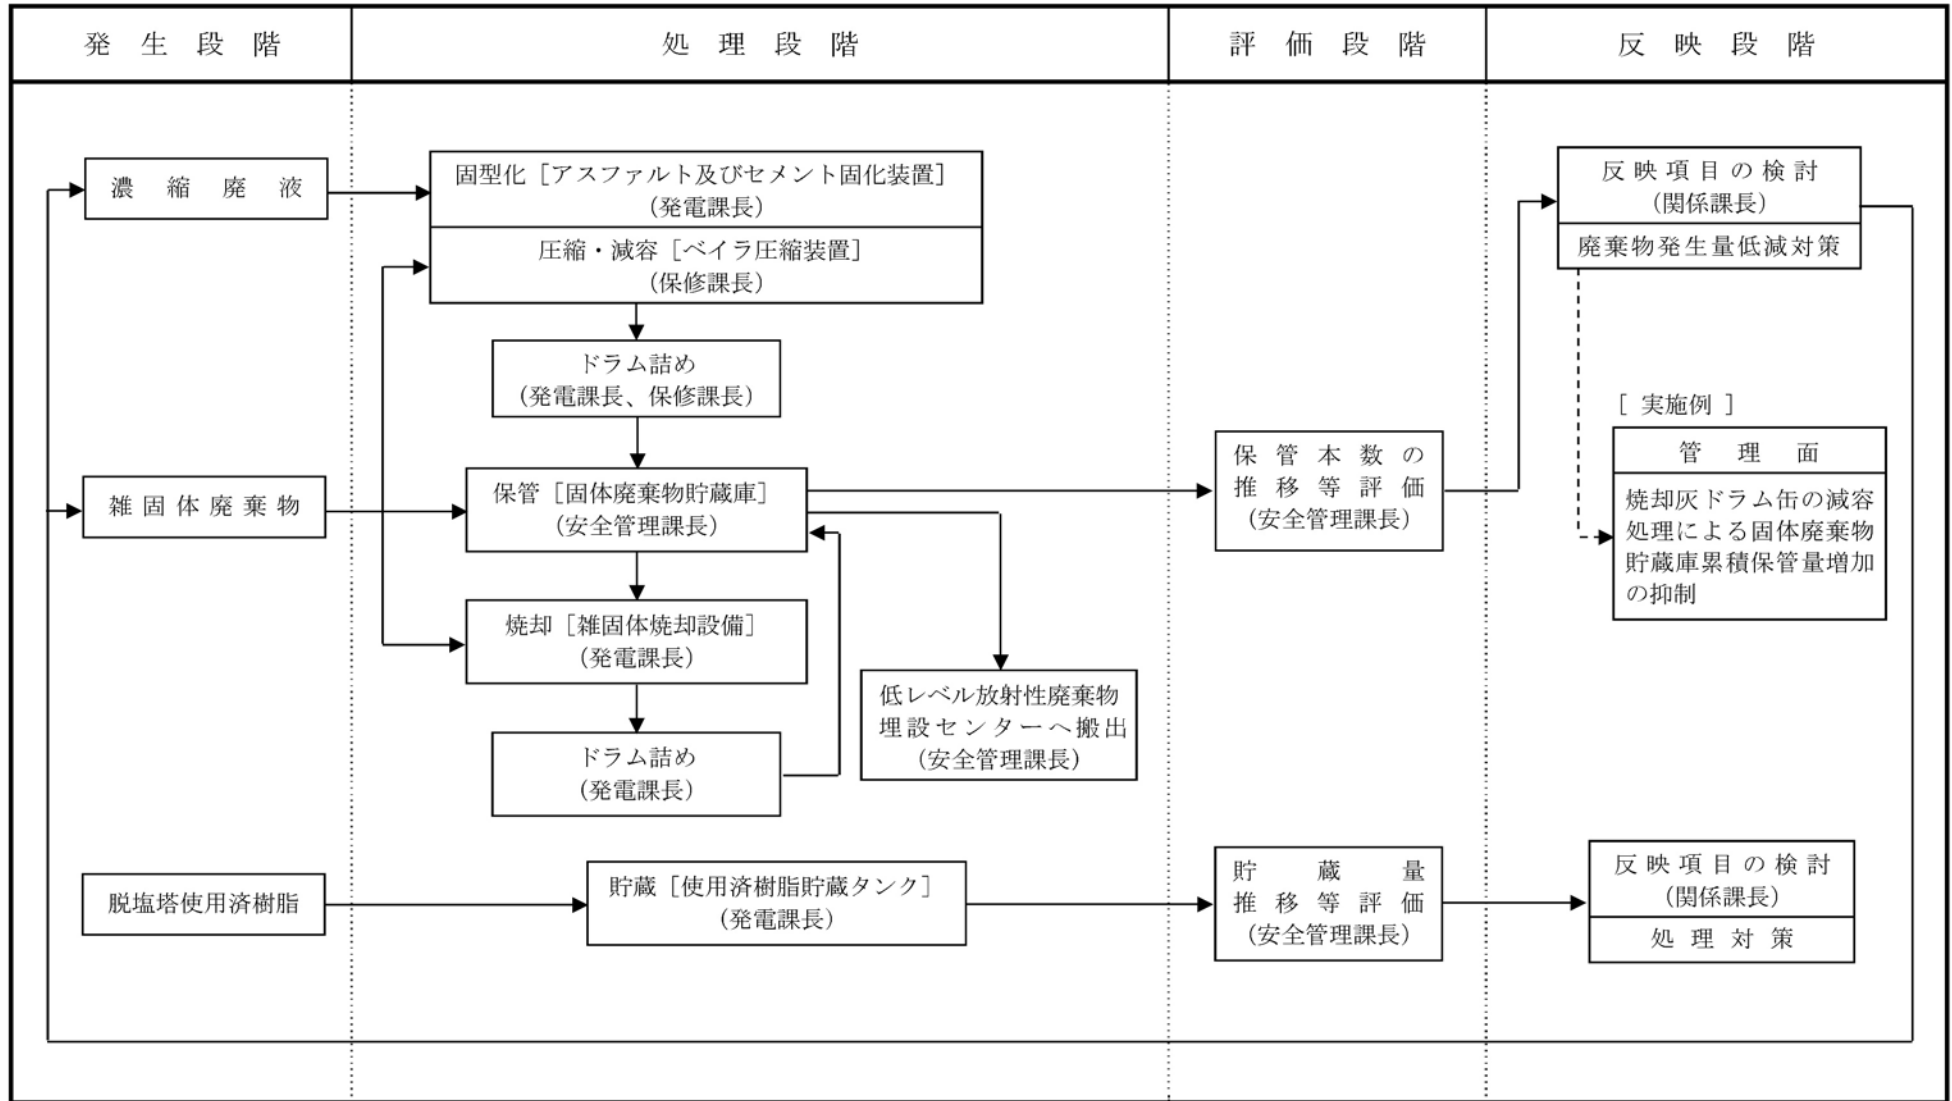 発生段階
処理段階
評価段階
反映段階
濃縮廃液
固型化［アスファルト及びセメント固化装置］
（発電課長）
圧縮・減容［ベイラ圧縮装置］
（保修課長）
ドラム詰め
（発電課長、保修課長）
雑固体廃棄物
保管［固体廃棄物貯蔵庫］
（安全管理課長）
焼却［雑固体焼却設備］
（発電課長）
ドラム詰め
（発電課長）
低レベル放射性廃棄物
埋設センターへ搬出
（安全管理課長）
保管本数の
推移等評価
（安全管理課長）
反映項目の検討
（関係課長）
廃棄物発生量低減対策
［ 実施例 ］
管理面
焼却灰ドラム缶の減容
処理による固体廃棄物
貯蔵庫累積保管量増加
の抑制
脱塩塔使用済樹脂
貯蔵［使用済樹脂貯蔵タンク］
（発電課長）
貯蔵量
推移等評価
（安全管理課長）
反映項目の検討
（関係課長）
処理対策